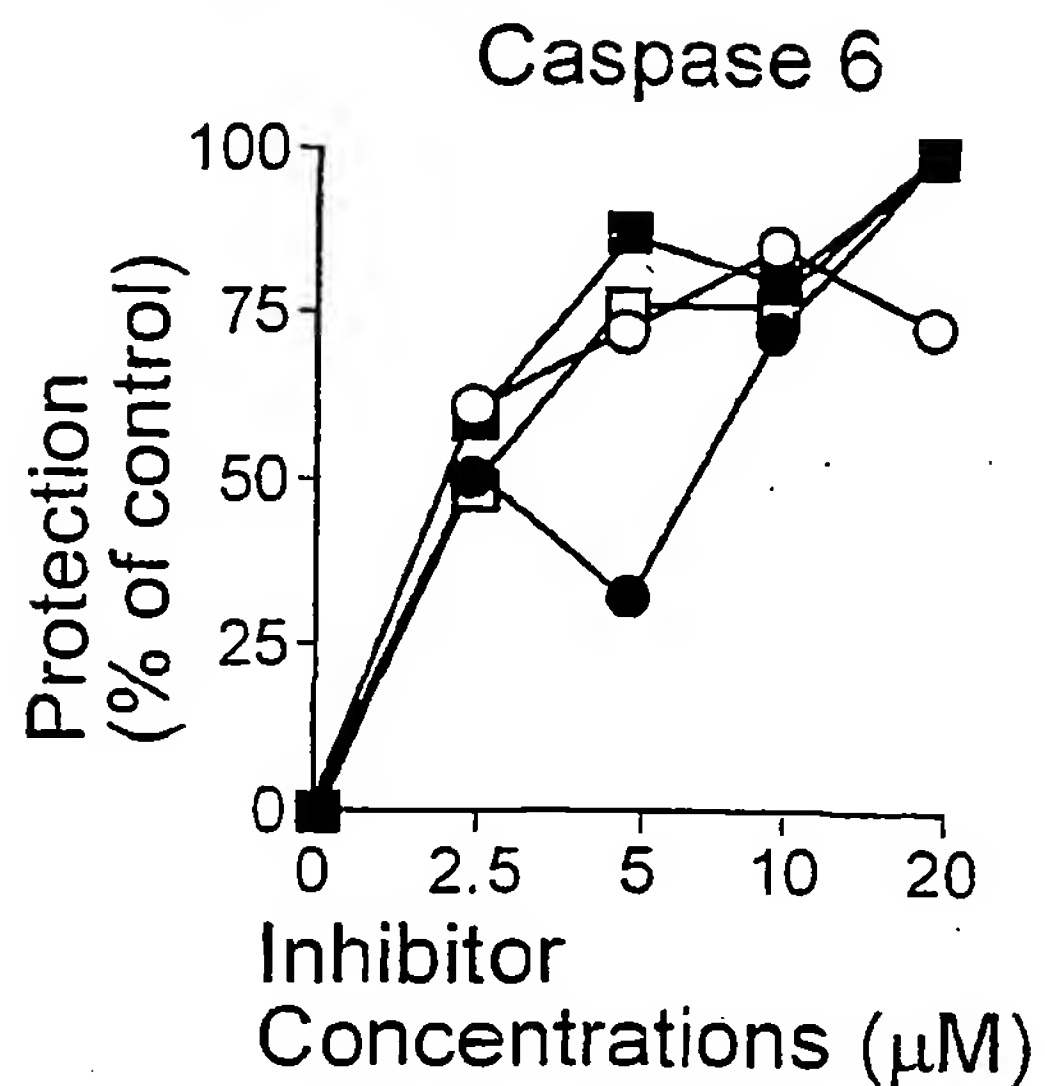 Caspase 6
100
75
50
25
0
Protection
(% of control)
0 2.5 5 10 20
Inhibitor
Concentrations (μM)